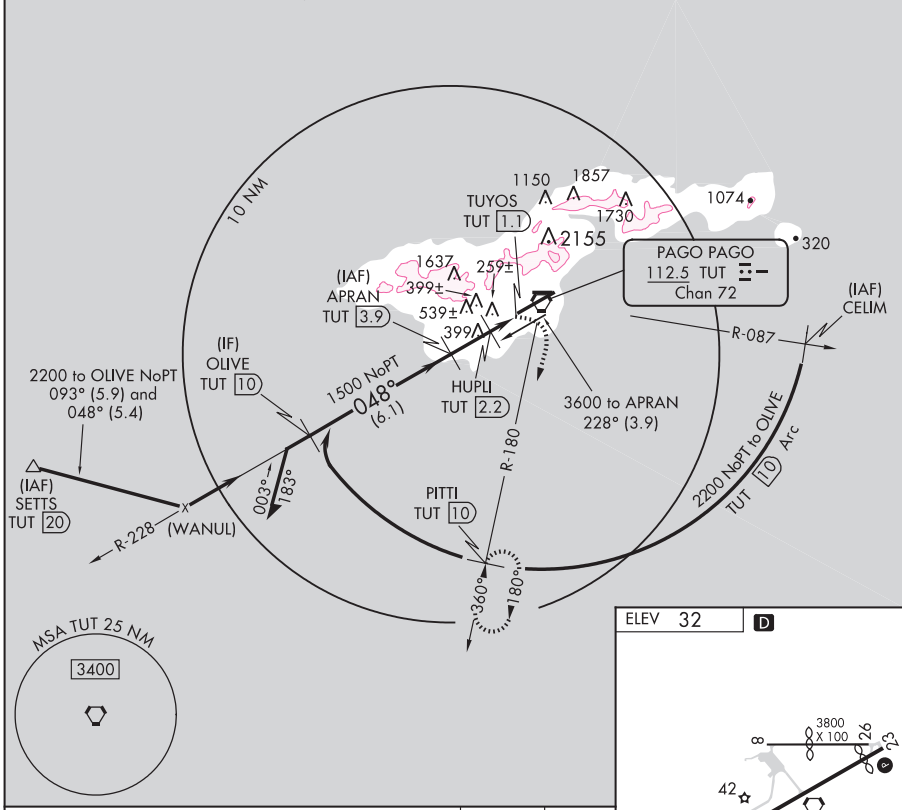 10 NM
1150
1857
1730
1074
320
TUYOS
TUT 1.1
2155
PAGO PAGO
112.5 TUT
Chan 72
1637
259±
399±
539±
399
(IAF)
APRAN
TUT 3.9
(IAF)
CELIM
R-087
(IF)
OLIVE
TUT 10
2200 to OLIVE NoPT
093° (5.9) and
048° (5.4)
1500 NoPT
048°
(6.1)
HUPLI
TUT 2.2
3600 to APRAN
228° (3.9)
R-180
2200 NoPT to OLIVE
TUT 10 Arc
(IAF)
SETTS
TUT 20
R-228
(WANUL)
003°
183°
PITTI
TUT 10
360°
180°
MSA TUT 25 NM
3400
ELEV 32
D
3800
X 100
8
26
23
P
42